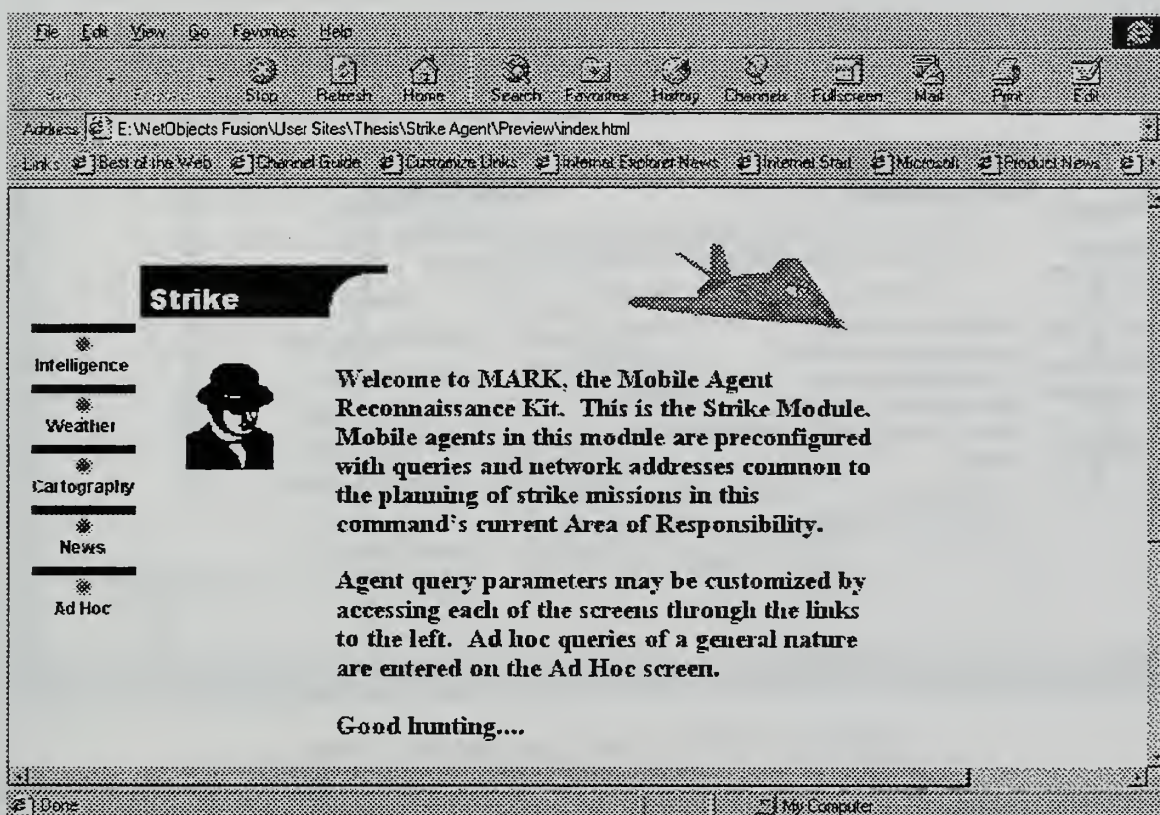 File Edit View Go Favorites Help
Stop Refresh Home Search Favorites History Channels Fullscreen Mail Print Edit
Address E:\NetObjects Fusion\User Sites\Thesis\Strike Agent\Preview\index.html
Links Best of the Web Channel Guide Customize Links Internet Explorer News Internet Start Microsoft Product News
Strike
Intelligence
Weather
Cartography
News
Ad Hoc
Welcome to MARK, the Mobile Agent
Reconnaissance Kit. This is the Strike Module.
Mobile agents in this module are preconfigured
with queries and network addresses common to
the planning of strike missions in this
command's current Area of Responsibility.
Agent query parameters may be customized by
accessing each of the screens through the links
to the left. Ad hoc queries of a general nature
are entered on the Ad Hoc screen.
Good hunting....
Done My Computer